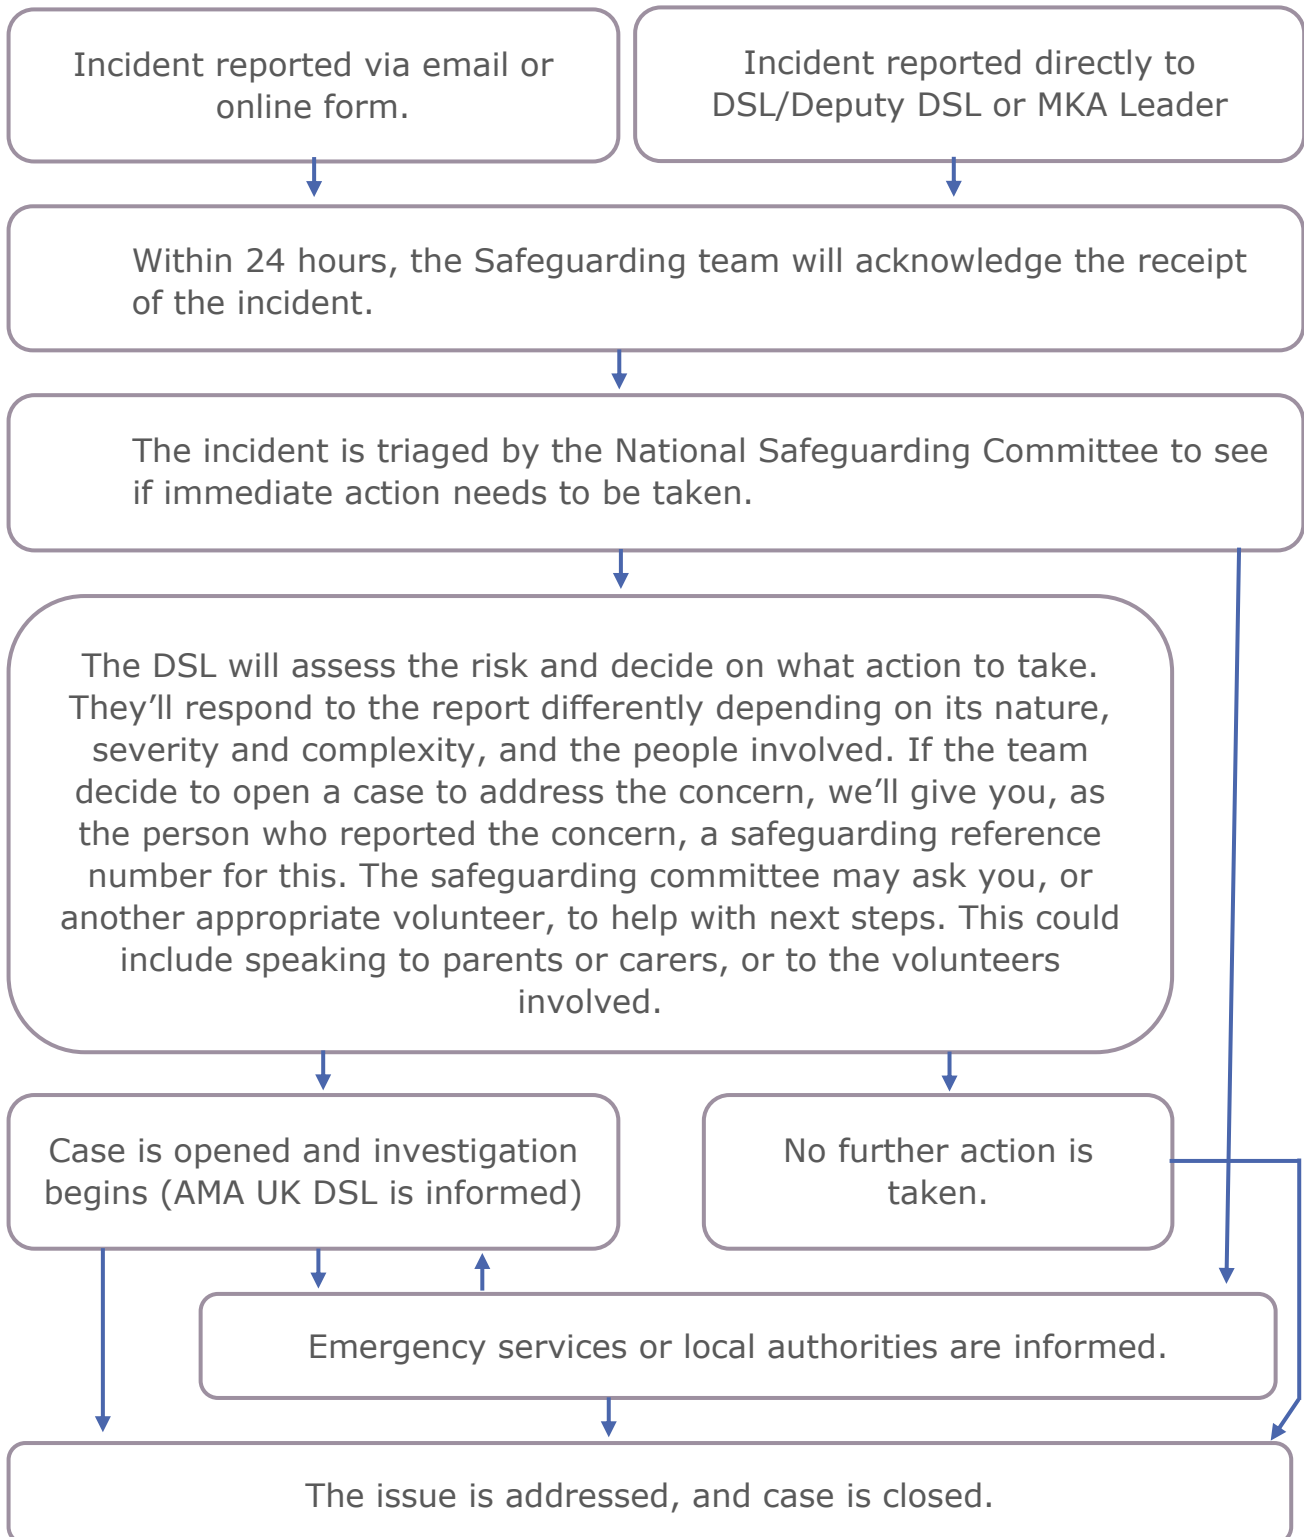 Incident reported via email or
online form.
Incident reported directly to
DSL/Deputy DSL or MKA Leader
Within 24 hours, the Safeguarding team will acknowledge the receipt
of the incident.
The incident is triaged by the National Safeguarding Committee to see
if immediate action needs to be taken.
The DSL will assess the risk and decide on what action to take.
They’ll respond to the report differently depending on its nature,
severity and complexity, and the people involved. If the team
decide to open a case to address the concern, we’ll give you, as
the person who reported the concern, a safeguarding reference
number for this. The safeguarding committee may ask you, or
another appropriate volunteer, to help with next steps. This could
include speaking to parents or carers, or to the volunteers
involved.
Case is opened and investigation
begins (AMA UK DSL is informed)
No further action is
taken.
Emergency services or local authorities are informed.
The issue is addressed, and case is closed.